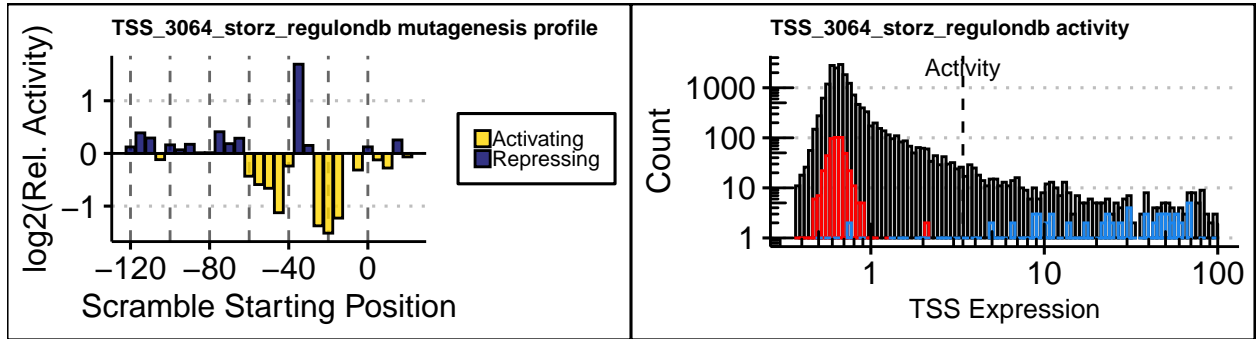 TSS_3064_storz_regulondb mutagenesis profile
log2(Rel. Activity)
1
0
−1
−120
−80
−40
0
Scramble Starting Position
Activating
Repressing
TSS_3064_storz_regulondb activity
Activity
Count
1000
100
10
1
1
10
100
TSS Expression